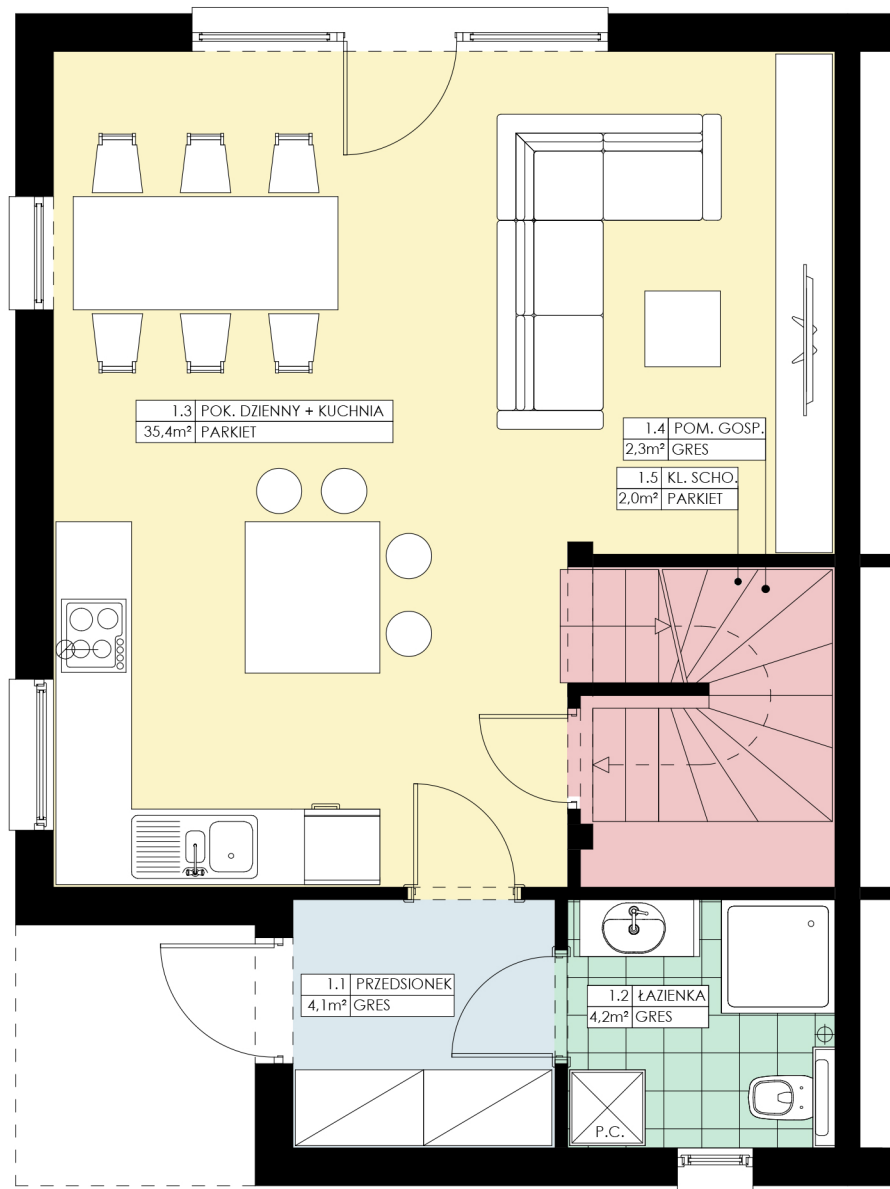 1.3 POK. DZIENNY + KUCHNIA
35,4m² PARKIET
1.4 POM. GOSP.
2,3m² GRES
1.5 KL. SCHO.
2,0m² PARKIET
1.1 PRZEDSIONEK
4,1m² GRES
1.2 ŁAZIENKA
4,2m² GRES
P.C.